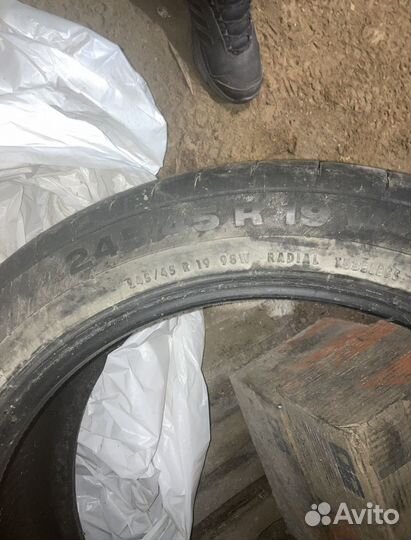 245/45 R 19
245/45 R 19 98W RADIAL TUBELESS
Avito